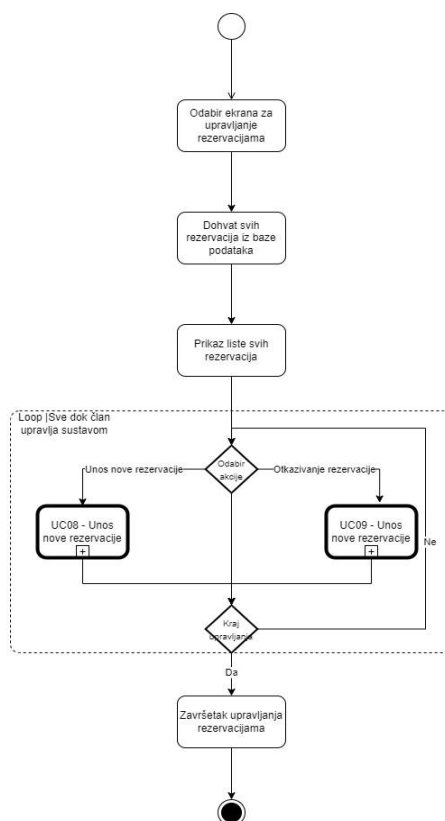 Odabir ekrana za
upravljanje
rezervacijama
Dohvat svih
rezervacija iz baze
podataka
Prikaz liste svih
rezervacija
Loop |Sve dok član
upravlja sustavom
Odabir
akcije
Unos nove rezervacije
Otkazivanje rezervacije
UC08 - Unos
nove rezervacije
+
UC09 - Unos
nove rezervacije
+
Ne
Kraj
upravljanja
Da
Završetak upravljanja
rezervacijama